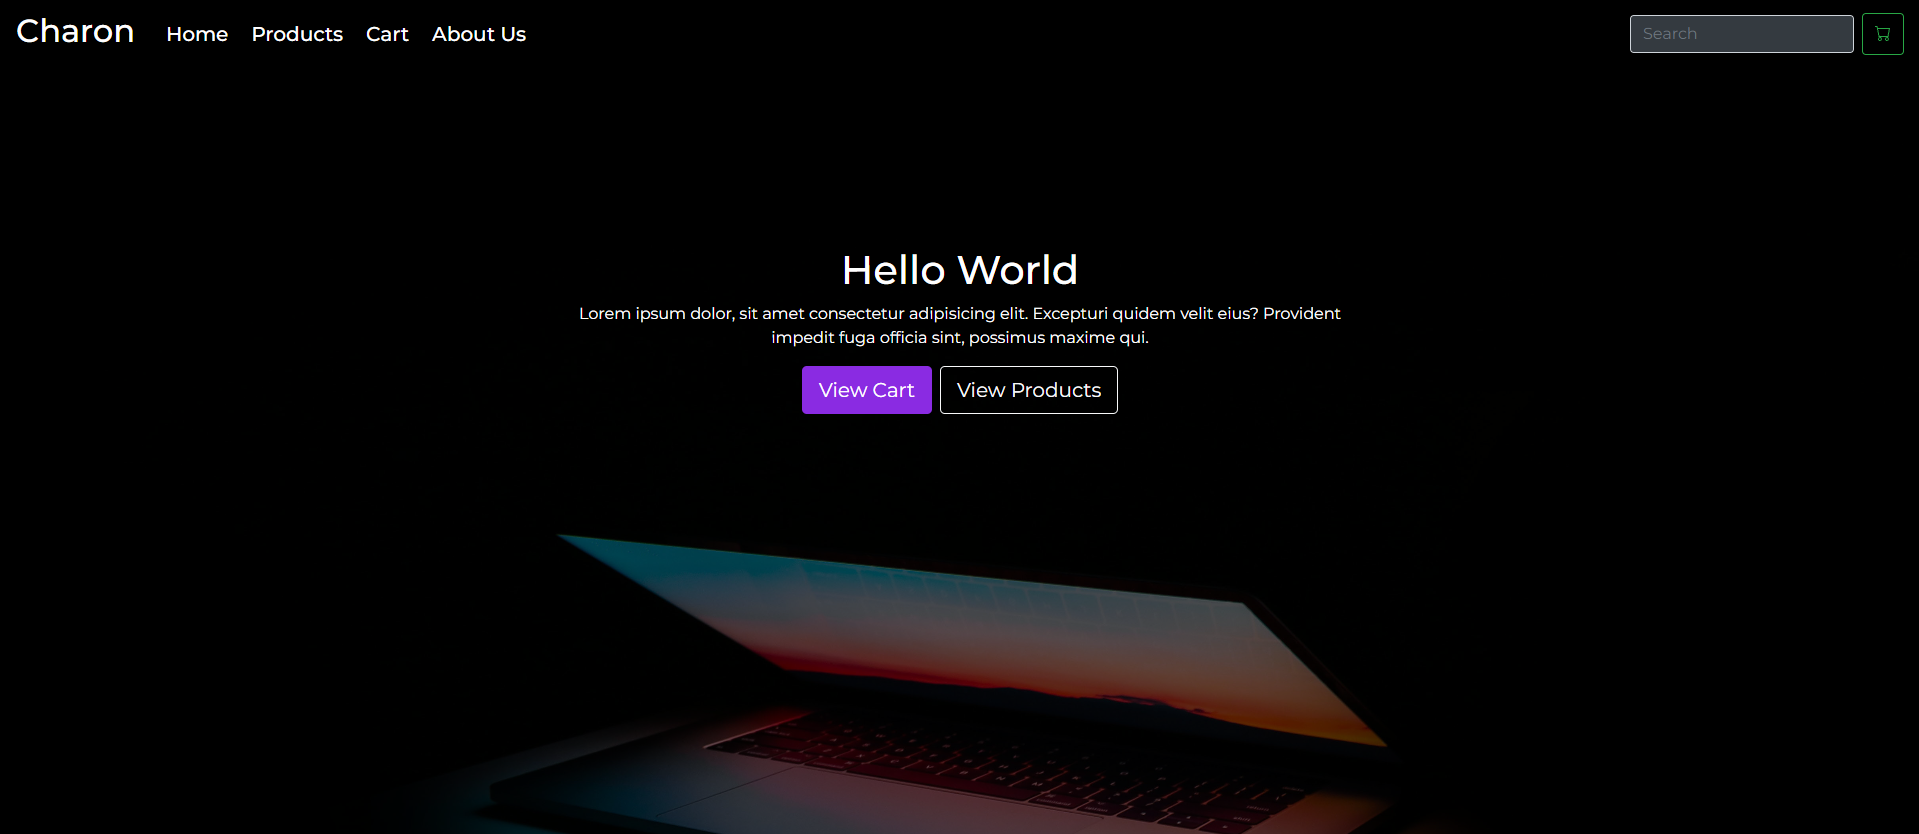 Charon
Home
Products
Cart
About Us
Search
Hello World
Lorem ipsum dolor, sit amet consectetur adipisicing elit. Excepturi quidem velit eius? Provident
impedit fuga officia sint, possimus maxime qui.
View Cart
View Products